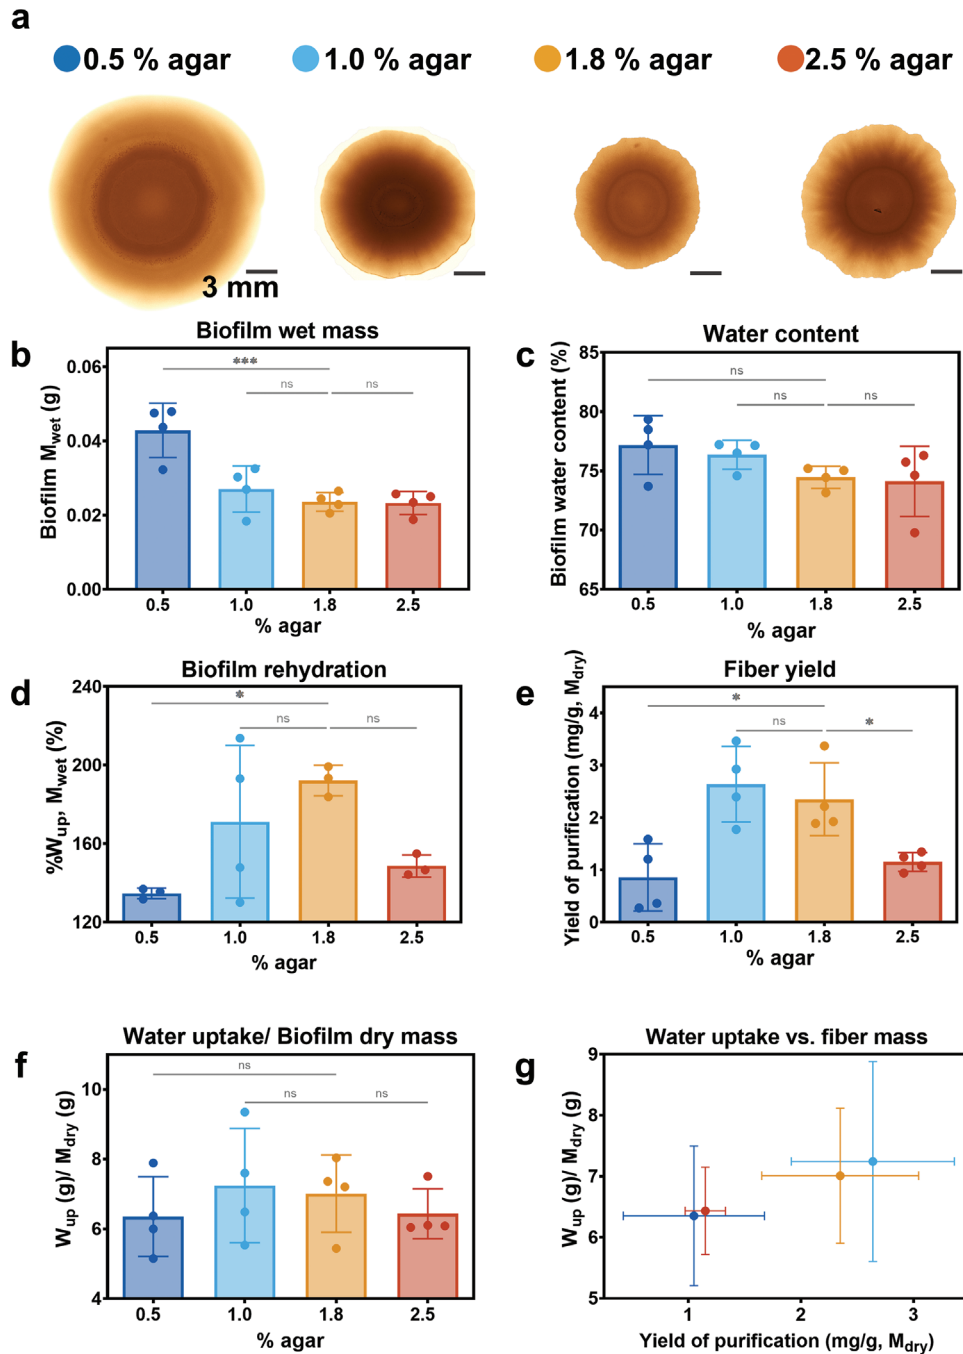 a
0.5 % agar
1.0 % agar
1.8 % agar
2.5 % agar
3 mm
b
Biofilm wet mass
Biofilm M_wet (g)
0.06
0.04
0.02
0.00
***
ns
ns
0.5
1.0
1.8
2.5
% agar
c
Water content
Biofilm water content (%)
85
80
75
70
65
ns
ns
ns
0.5
1.0
1.8
2.5
% agar
d
Biofilm rehydration
%W_up, M_wet (%)
240
200
160
120
*
ns
ns
0.5
1.0
1.8
2.5
% agar
e
Fiber yield
Yield of purification (mg/g, M_dry)
4
3
2
1
0
*
ns
*
0.5
1.0
1.8
2.5
% agar
f
Water uptake/ Biofilm dry mass
W_up (g)/ M_dry (g)
10
8
6
4
ns
ns
ns
0.5
1.0
1.8
2.5
% agar
g
Water uptake vs. fiber mass
W_up (g)/ M_dry (g)
9
8
7
6
5
1
2
3
Yield of purification (mg/g, M_dry)